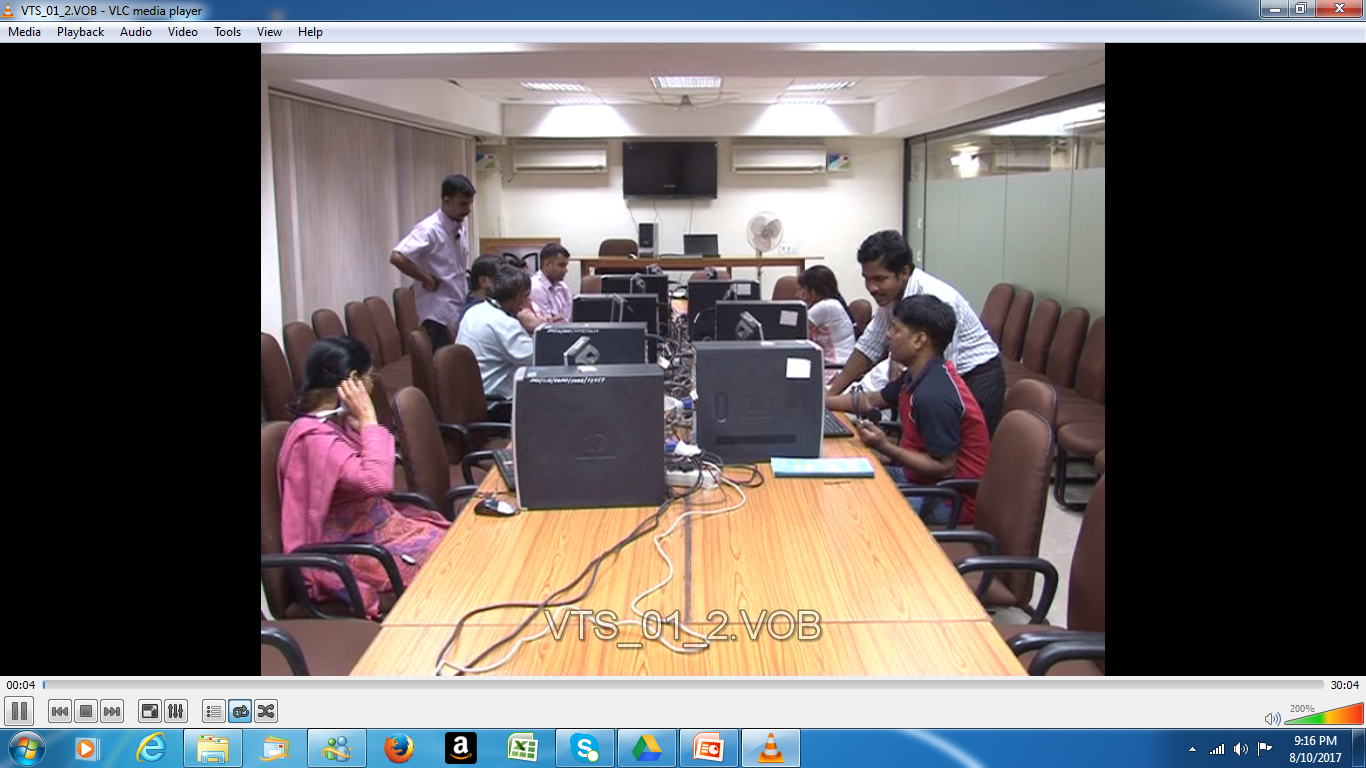 VTS_01_2.VOB - VLC media player
Media Playback Audio Video Tools View Help
VTS_01_2.VOB
00:04
30:04
200%
9:16 PM
8/10/2017